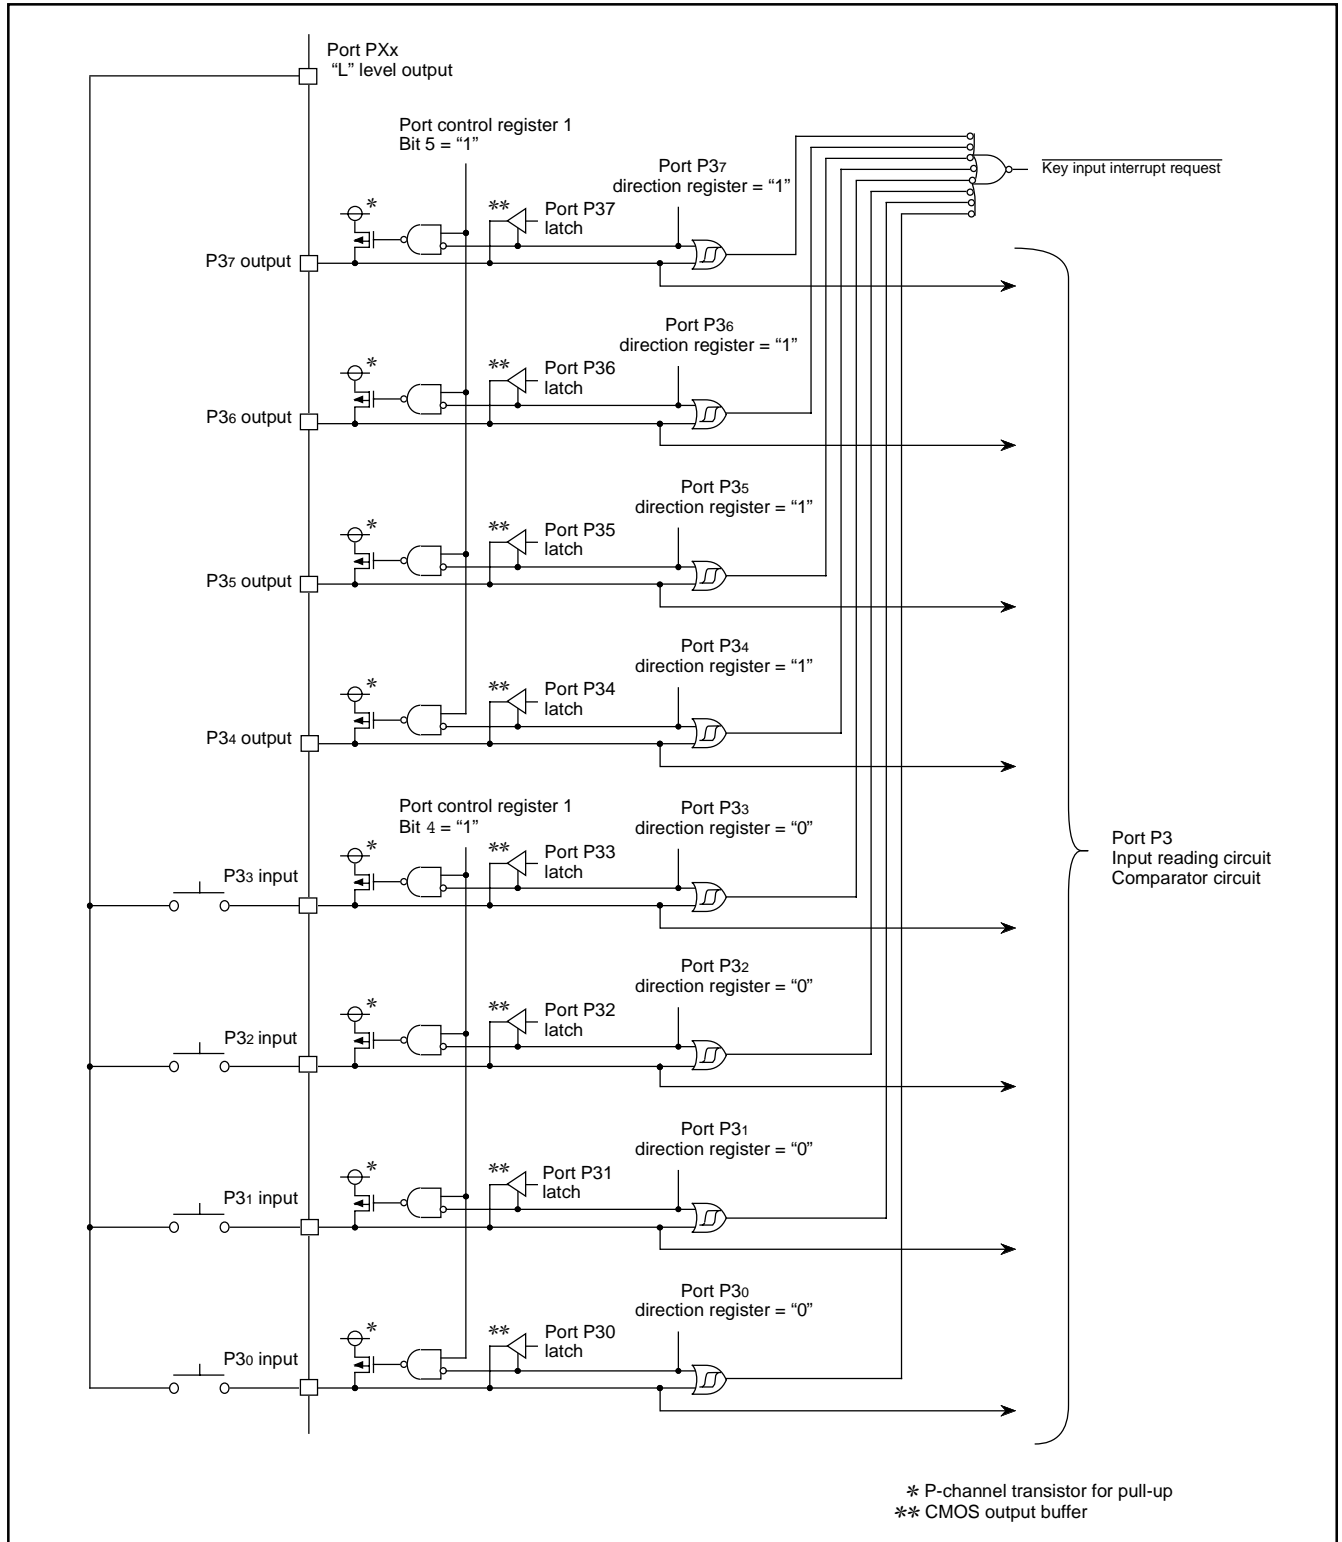 Port PXx
“L” level output
Port control register 1
Bit 5 = “1”
Port P37
direction register = “1”
Key input interrupt request
*
**
Port P37
latch
P37 output
Port P36
direction register = “1”
*
**
Port P36
latch
P36 output
Port P35
direction register = “1”
*
**
Port P35
latch
P35 output
Port P34
direction register = “1”
*
**
Port P34
latch
P34 output
Port control register 1
Bit 4 = “1”
Port P33
direction register = “0”
*
**
Port P33
latch
P33 input
Port P3
Input reading circuit
Comparator circuit
Port P32
direction register = “0”
*
**
Port P32
latch
P32 input
Port P31
direction register = “0”
*
**
Port P31
latch
P31 input
Port P30
direction register = “0”
*
**
Port P30
latch
P30 input
* P-channel transistor for pull-up
** CMOS output buffer